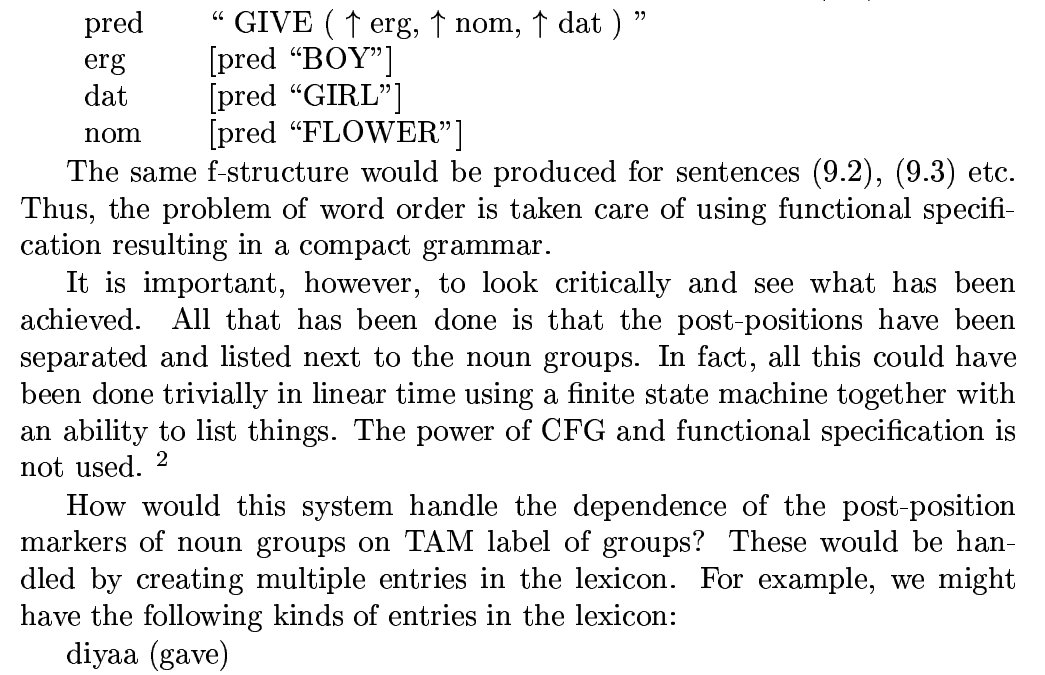 pred “ GIVE ( ↑ erg, ↑ nom, ↑ dat ) ”
erg [pred “BOY”]
dat [pred “GIRL”]
nom [pred “FLOWER”]
The same f-structure would be produced for sentences (9.2), (9.3) etc.
Thus, the problem of word order is taken care of using functional specifi-
cation resulting in a compact grammar.
It is important, however, to look critically and see what has been
achieved. All that has been done is that the post-positions have been
separated and listed next to the noun groups. In fact, all this could have
been done trivially in linear time using a finite state machine together with
an ability to list things. The power of CFG and functional specification is
not used. ²
How would this system handle the dependence of the post-position
markers of noun groups on TAM label of groups? These would be han-
dled by creating multiple entries in the lexicon. For example, we might
have the following kinds of entries in the lexicon:
diyaa (gave)